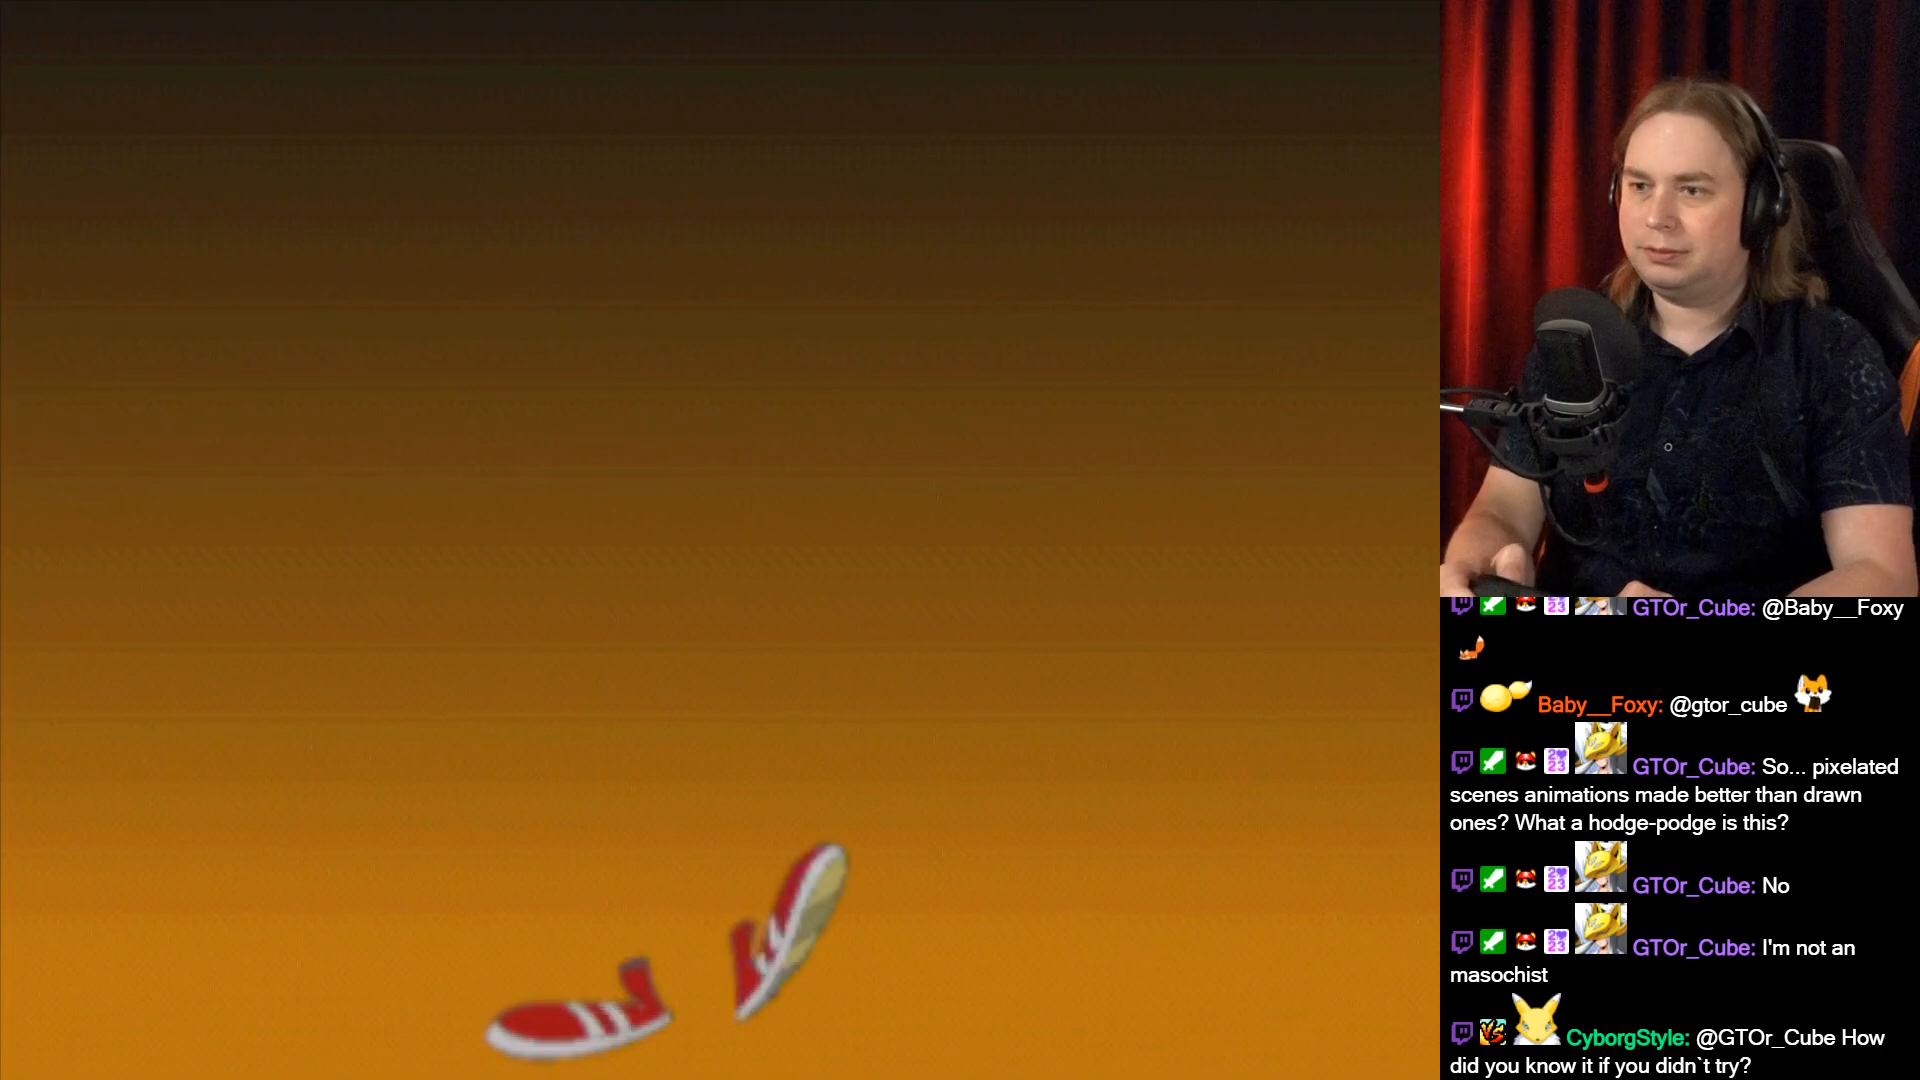 GTOr_Cube: @Baby__Foxy
Baby__Foxy: @gtor_cube
GTOr_Cube: So... pixelated
scenes animations made better than drawn
ones? What a hodge-podge is this?
GTOr_Cube: No
GTOr_Cube: I'm not an
masochist
CyborgStyle: @GTOr_Cube How
did you know it if you didn`t try?